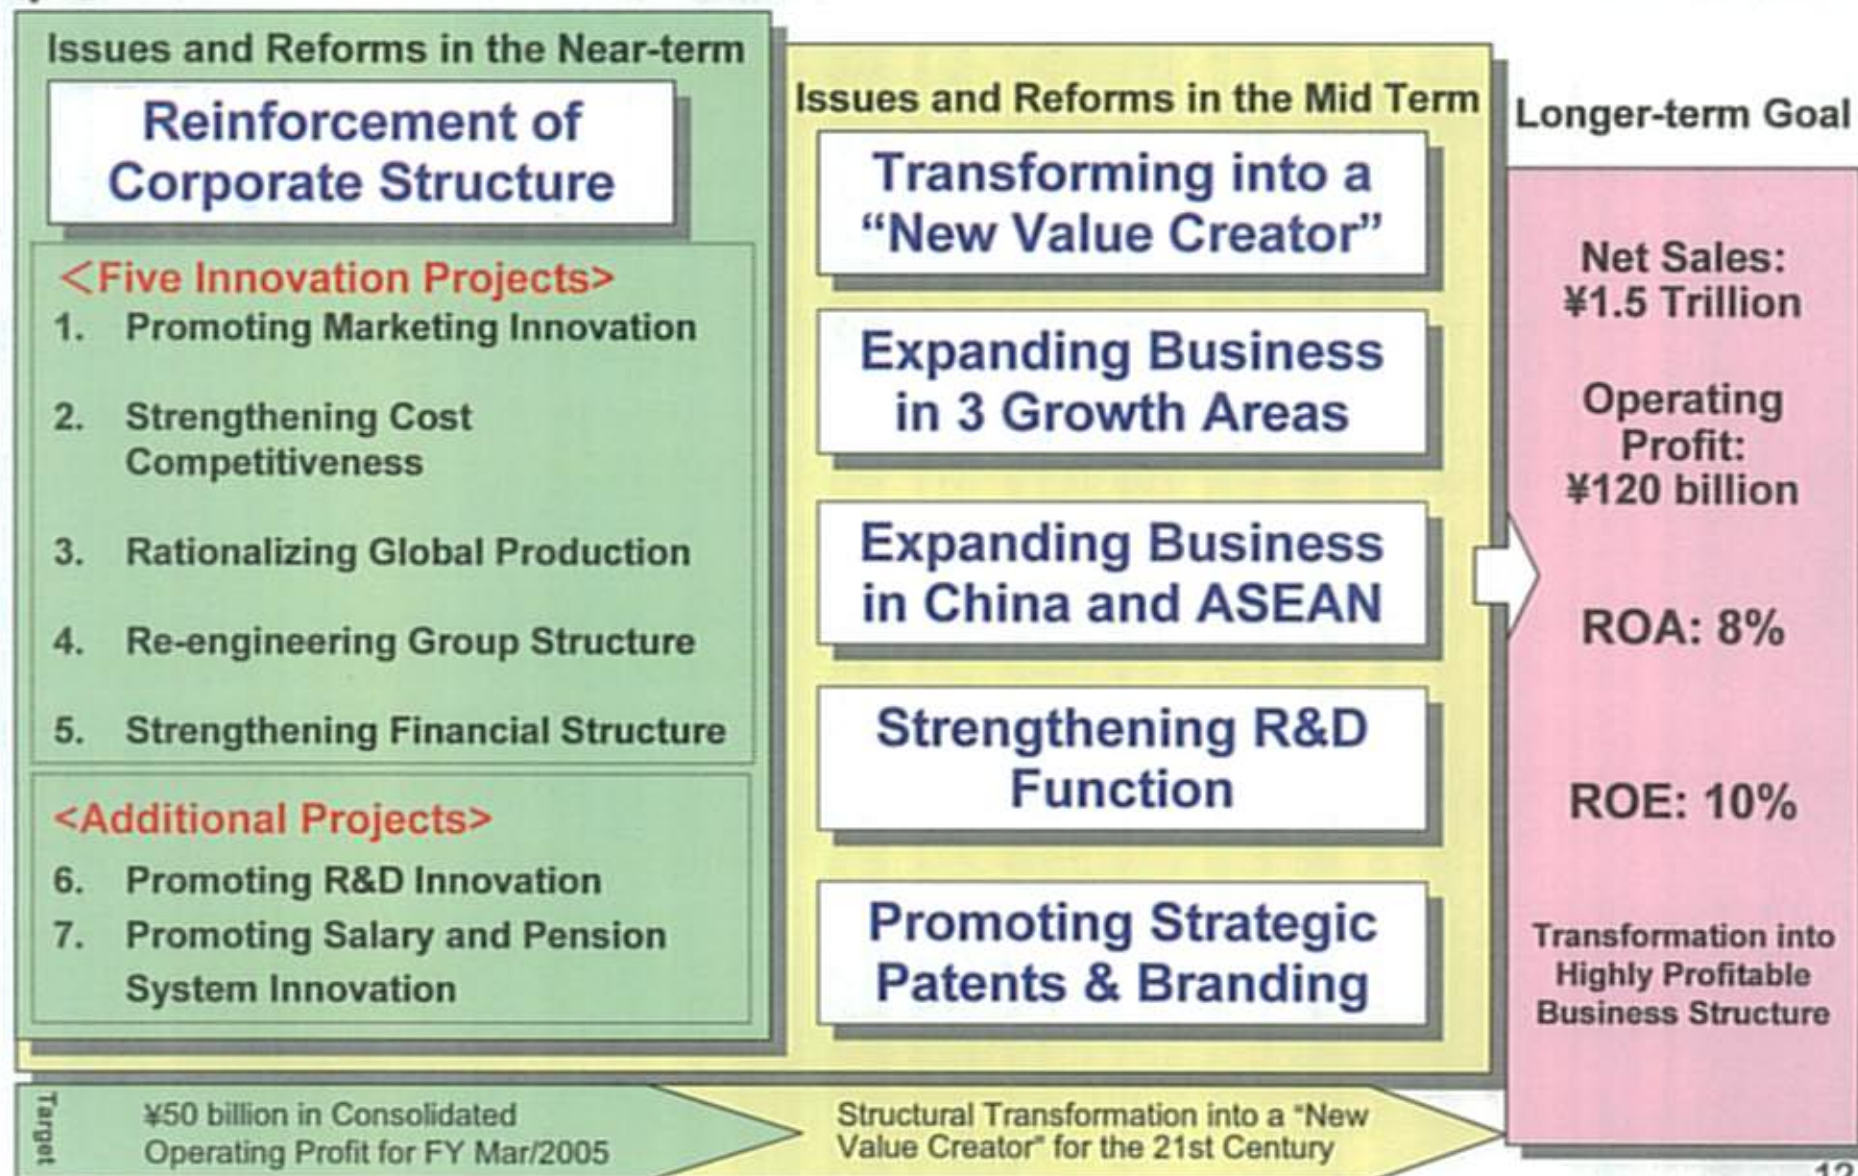 Issues and Reforms in the Near-term
Reinforcement of
Corporate Structure
<Five Innovation Projects>
1. Promoting Marketing Innovation
2. Strengthening Cost
Competitiveness
3. Rationalizing Global Production
4. Re-engineering Group Structure
5. Strengthening Financial Structure
<Additional Projects>
6. Promoting R&D Innovation
7. Promoting Salary and Pension
System Innovation
Issues and Reforms in the Mid Term
Transforming into a
“New Value Creator”
Expanding Business
in 3 Growth Areas
Expanding Business
in China and ASEAN
Strengthening R&D
Function
Promoting Strategic
Patents & Branding
Longer-term Goal
Net Sales:
¥1.5 Trillion
Operating
Profit:
¥120 billion
ROA: 8%
ROE: 10%
Transformation into
Highly Profitable
Business Structure
Target
¥50 billion in Consolidated
Operating Profit for FY Mar/2005
Structural Transformation into a “New
Value Creator” for the 21st Century